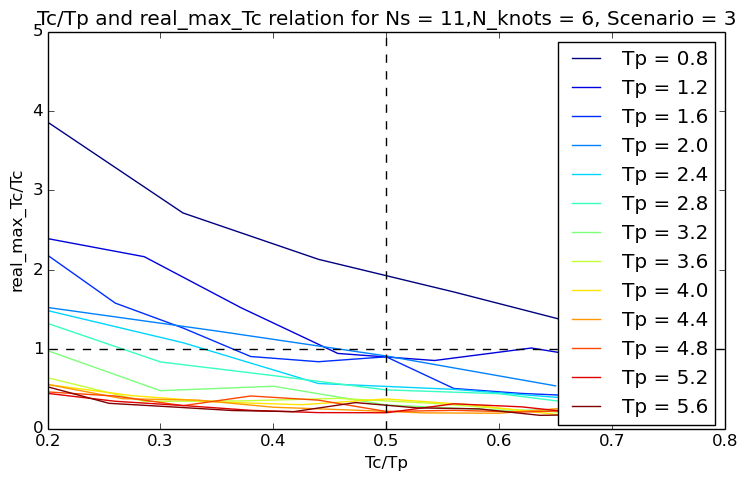 Tc/Tp and real_max_Tc relation for Ns = 11,N_knots = 6, Scenario = 3
5
4
3
2
1
0
real_max_Tc/Tc
0.2 0.3 0.4 0.5 0.6 0.7 0.8
Tc/Tp
Tp = 0.8
Tp = 1.2
Tp = 1.6
Tp = 2.0
Tp = 2.4
Tp = 2.8
Tp = 3.2
Tp = 3.6
Tp = 4.0
Tp = 4.4
Tp = 4.8
Tp = 5.2
Tp = 5.6